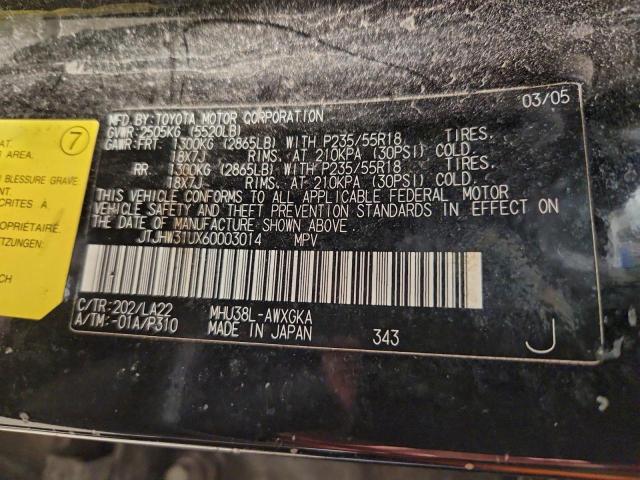 MFD.BY:TOYOTA MOTOR CORPORATION 03/05
GVWR:2505KG (5520LB)
GAWR:FRT. 1300KG (2865LB) WITH P235/55R18 TIRES.
18X7J RIMS. AT 210KPA (30PSI) COLD.
RR. 1300KG (2865LB) WITH P235/55R18 TIRES.
18X7J RIMS. AT 210KPA (30PSI) COLD.
THIS VEHICLE CONFORMS TO ALL APPLICABLE FEDERAL MOTOR
VEHICLE SAFETY AND THEFT PREVENTION STANDARDS IN EFFECT ON
THE DATE OF MANUFACTURE SHOWN ABOVE.
JTJHW31UX60003014 MPV
C/TR:202/LA22 MHU38L-AWXGKA
A/TM:-01A/P310 MADE IN JAPAN 343 J
7
AT.
AREA.
BLESSURE GRAVE
CRITES À
ROPRIÉTAIRE.
CH